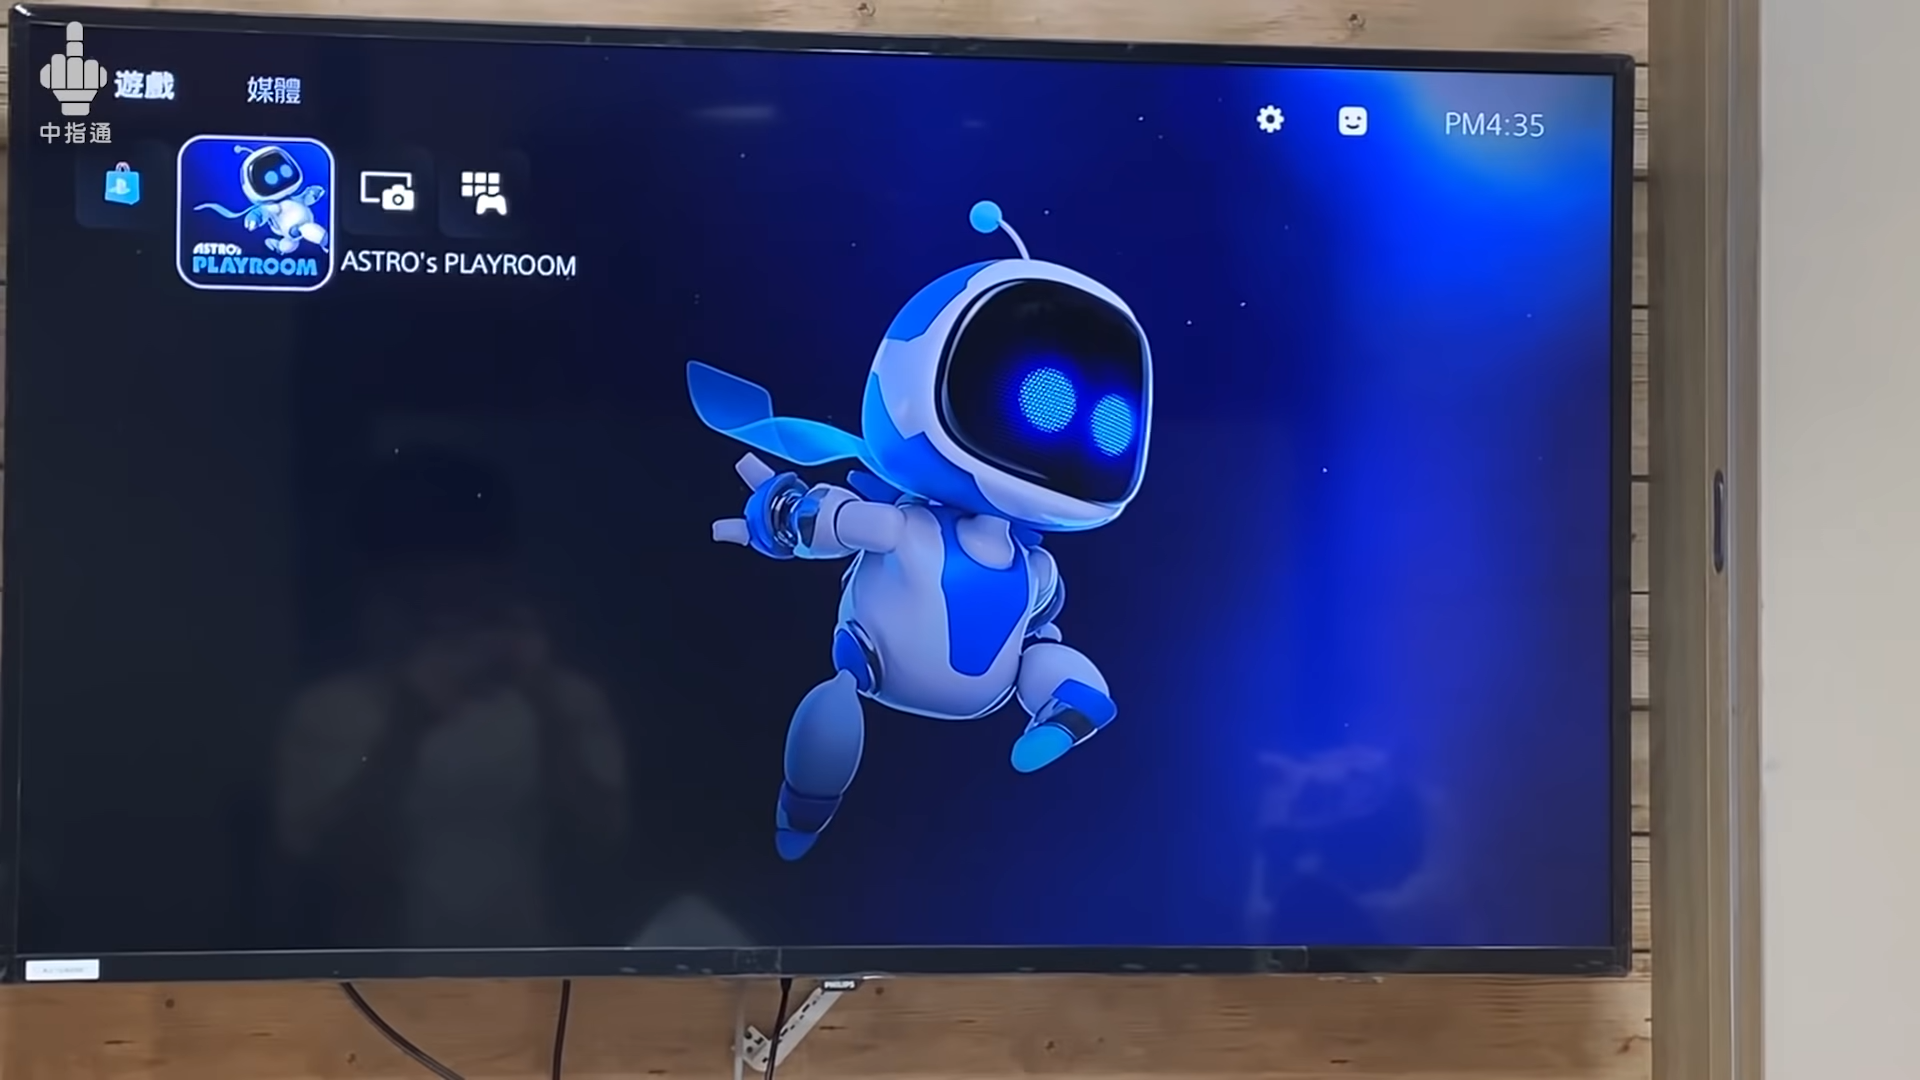 遊戲
媒體
中指通
PM4:35
ASTRO's
PLAYROOM
ASTRO's PLAYROOM
PHILIPS